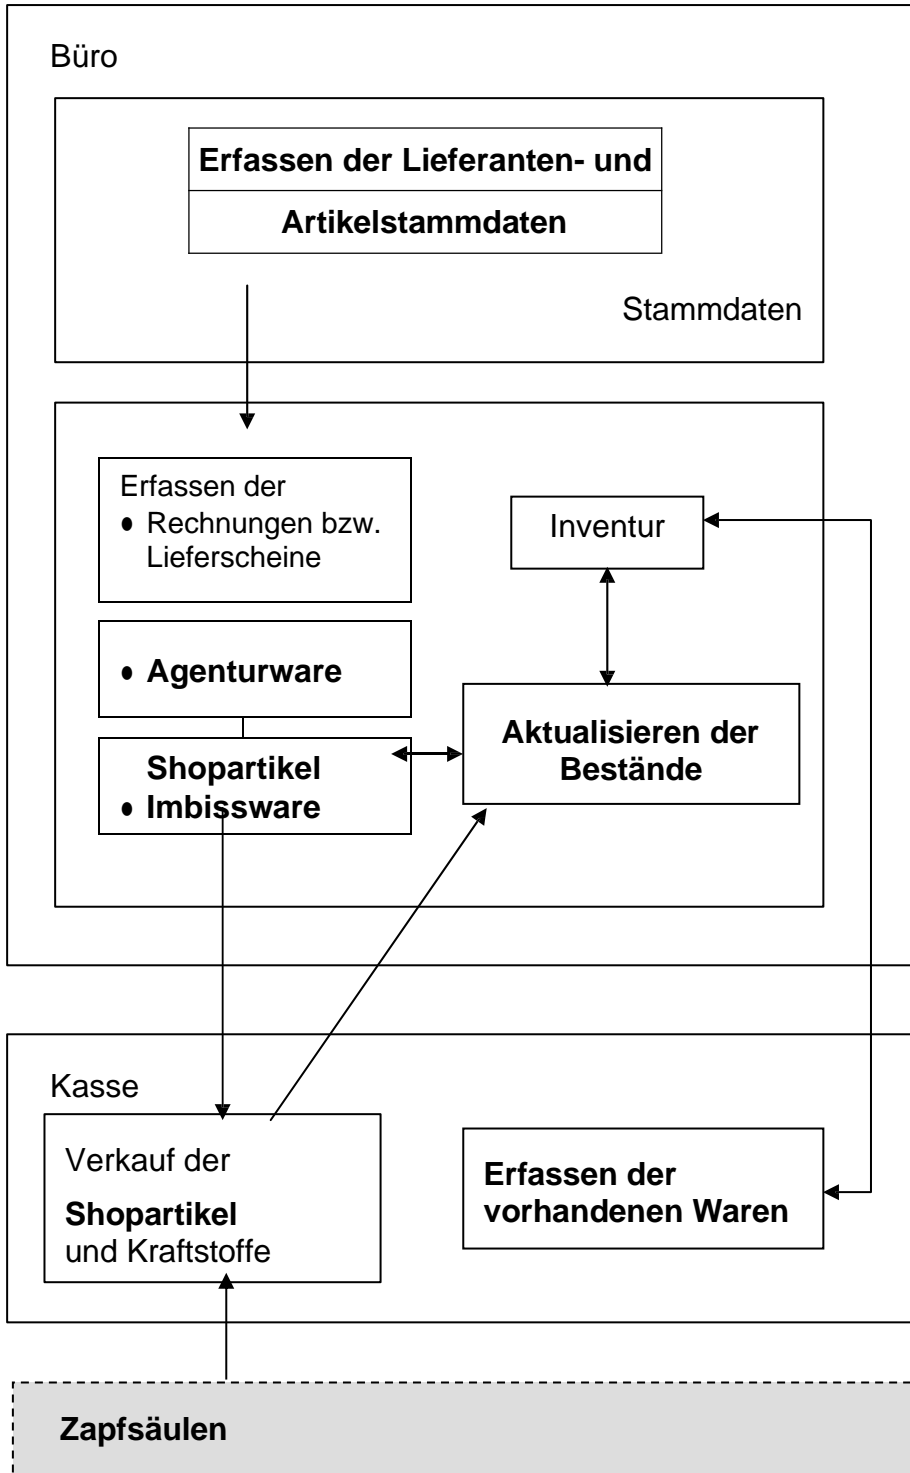 Büro
Erfassen der Lieferanten- und
Artikelstammdaten
Stammdaten
Erfassen der
● Rechnungen bzw.
Lieferscheine
Inventur
● Agenturware
Aktualisieren der
Bestände
Shopartikel
● Imbissware
Kasse
Verkauf der
Shopartikel
und Kraftstoffe
Erfassen der
vorhandenen Waren
Zapfsäulen